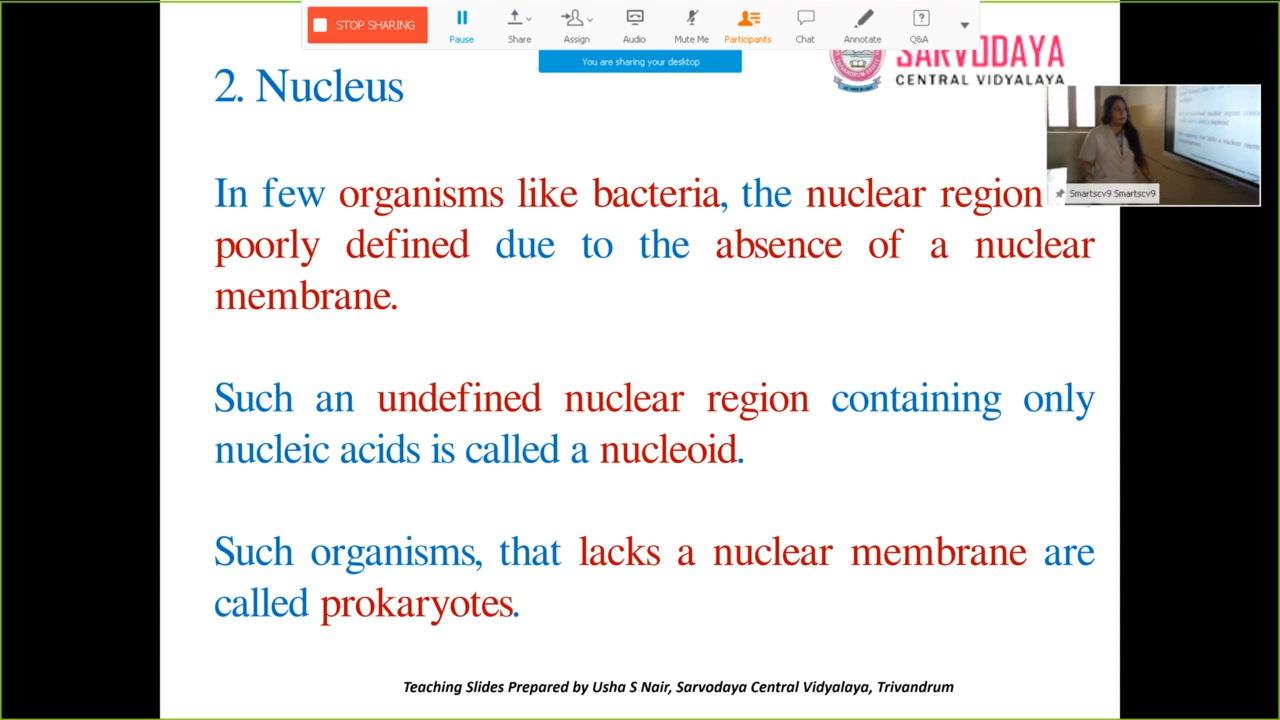 STOP SHARING
Pause
Share
Assign
Audio
Mute Me
Participants
Chat
Annotate
Q&A
You are sharing your desktop
SARVODAYA
CENTRAL VIDYALAYA
2. Nucleus
Smartscv9 Smartscv9
In few organisms like bacteria, the nuclear region
poorly defined due to the absence of a nuclear
membrane.
Such an undefined nuclear region containing only
nucleic acids is called a nucleoid.
Such organisms, that lacks a nuclear membrane are
called prokaryotes.
Teaching Slides Prepared by Usha S Nair, Sarvodaya Central Vidyalaya, Trivandrum